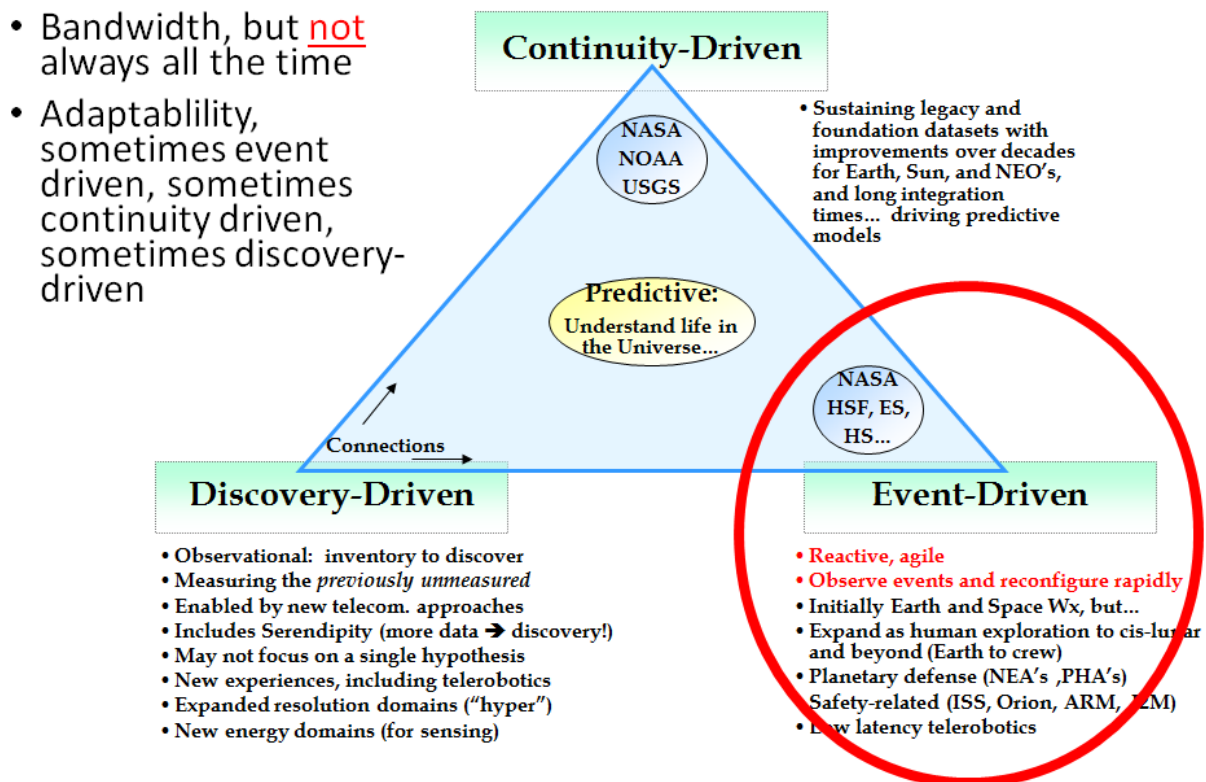 • Bandwidth, but not
always all the time
• Adaptablility,
sometimes event
driven, sometimes
continuity driven,
sometimes discovery-
driven
Continuity-Driven
NASA
NOAA
USGS
• Sustaining legacy and
foundation datasets with
improvements over decades
for Earth, Sun, and NEO's,
and long integration
times... driving predictive
models
Predictive:
Understand life in
the Universe...
NASA
HSF, ES,
HS...
Connections
Discovery-Driven
• Observational: inventory to discover
• Measuring the previously unmeasured
• Enabled by new telecom. approaches
• Includes Serendipity (more data ➔ discovery!)
• May not focus on a single hypothesis
• New experiences, including telerobotics
• Expanded resolution domains ("hyper")
• New energy domains (for sensing)
Event-Driven
• Reactive, agile
• Observe events and reconfigure rapidly
• Initially Earth and Space Wx, but...
• Expand as human exploration to cis-lunar
and beyond (Earth to crew)
• Planetary defense (NEA's ,PHA's)
Safety-related (ISS, Orion, ARM, J2M)
• Low latency telerobotics